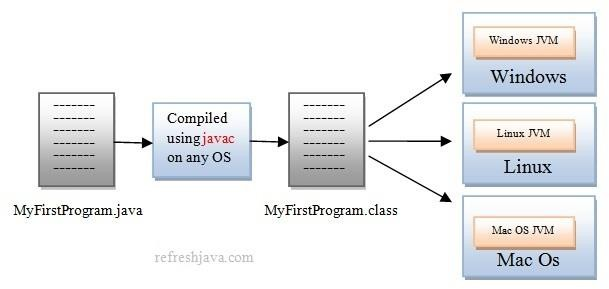 Windows JVM
Windows
Compiled
using javac
on any OS
Linux JVM
Linux
MyFirstProgram.java
MyFirstProgram.class
Mac OS JVM
Mac Os
refreshjava.com